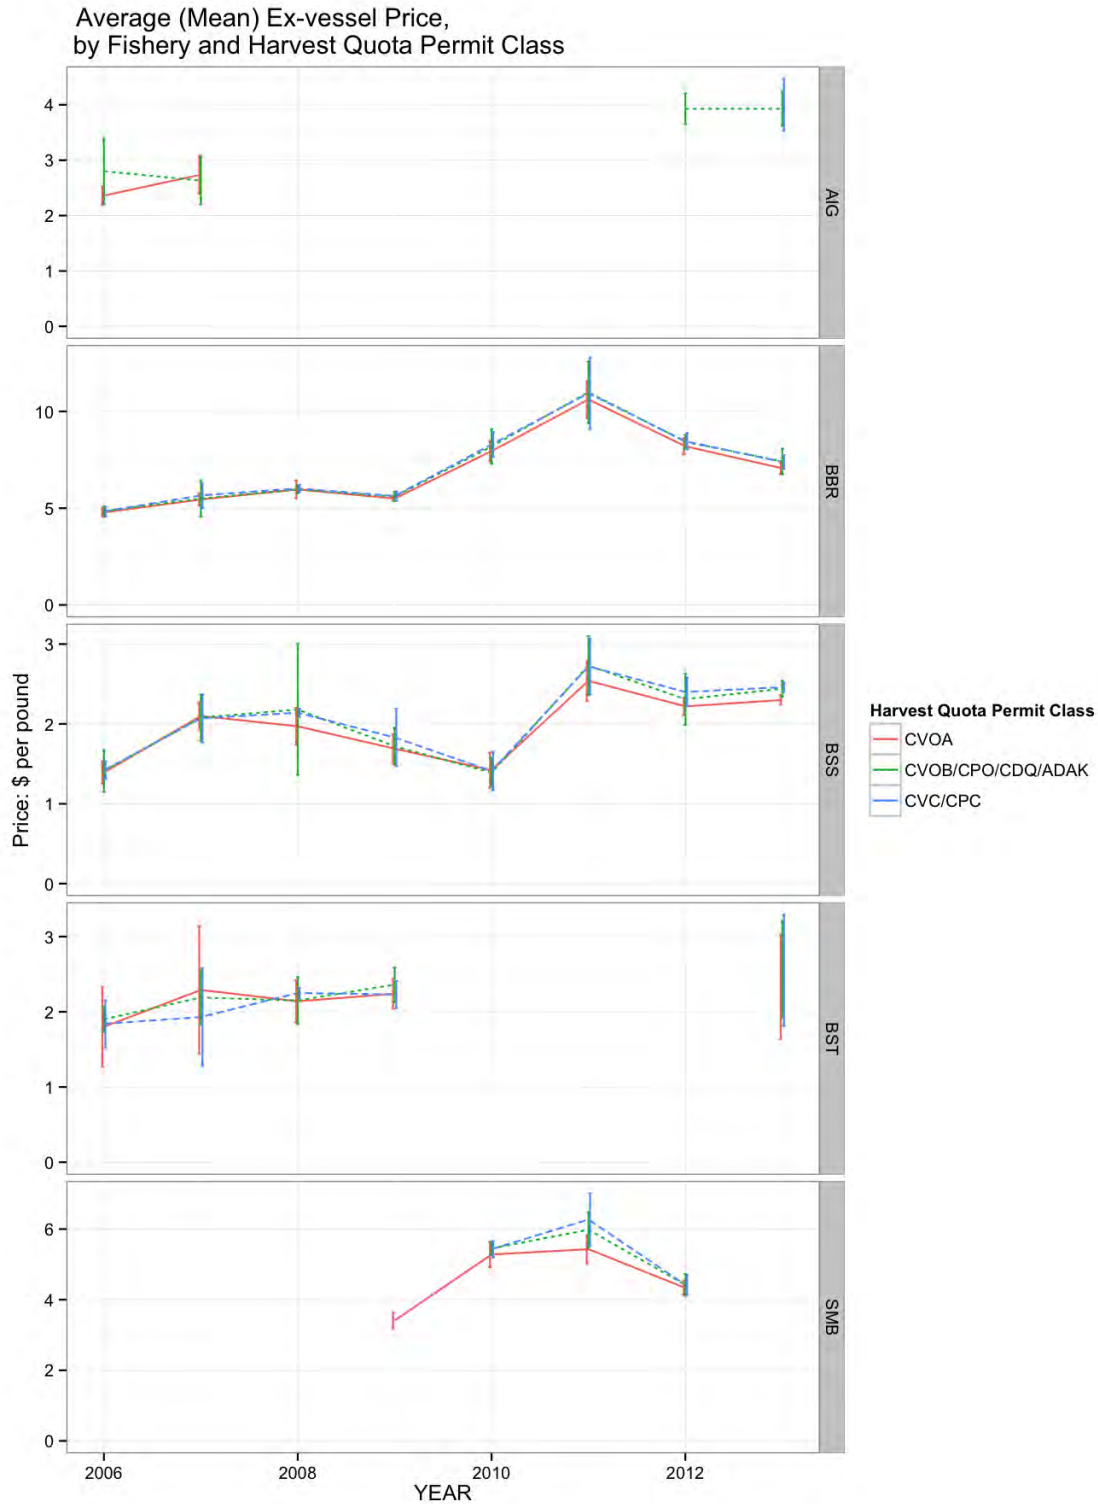 Average (Mean) Ex-vessel Price,
by Fishery and Harvest Quota Permit Class
4
3
2
1
0
AIG
10
5
0
BBR
3
2
1
0
BSS
3
2
1
0
BST
6
4
2
0
SMB
Price: $ per pound
2006
2008
2010
2012
YEAR
Harvest Quota Permit Class
CVOA
CVOB/CPO/CDQ/ADAK
CVC/CPC